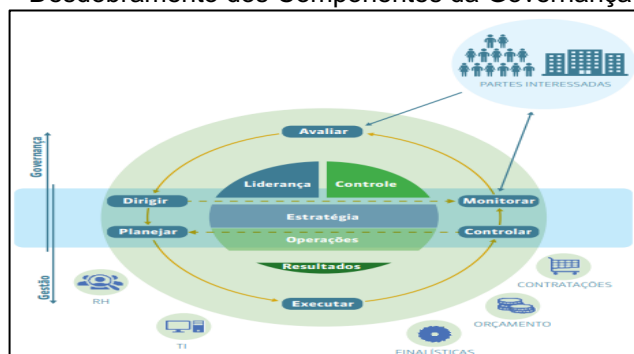 Desdobramento dos Componentes da Governança
PARTES INTERESSADAS
Avaliar
Governança
Liderança
Controle
Dirigir
Monitorar
Estratégia
Planejar
Controlar
Operações
Resultados
Gestão
Executar
RH
TI
FINALÍSTICAS
ORÇAMENTO
CONTRATAÇÕES